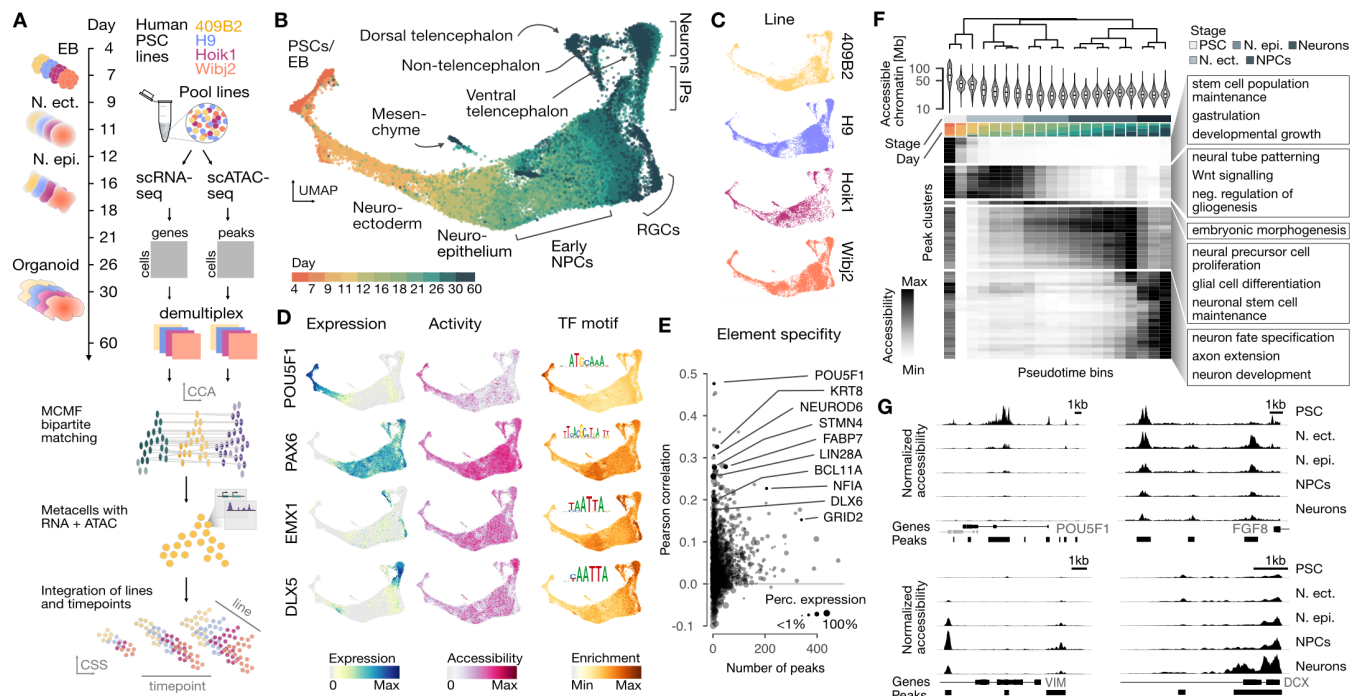 A
Day
EB
4
7
N. ect.
9
11
N. epi.
12
16
18
21
Organoid
26
30
60
Human
PSC
lines
409B2
H9
Hoik1
Wibj2
Pool lines
scRNA-
seq
scATAC-
seq
genes
peaks
cells
cells
demultiplex
CCA
MCMF
bipartite
matching
Metacells with
RNA + ATAC
Integration of lines
and timepoints
line
CSS
timepoint
B
PSCs/
EB
Dorsal telencephalon
Non-telencephalon
Ventral
telencephalon
Mesen-
chyme
Neurons
IPs
UMAP
Neuro-
ectoderm
Neuro-
epithelium
Early
NPCs
RGCs
Day
4 7 9 11 12 16 18 21 26 30 60
C
Line
409B2
H9
Hoik1
Wibj2
D
Expression
Activity
TF motif
POU5F1
PAX6
EMX1
DLX5
Expression
0 Max
Accessibility
0 Max
Enrichment
Min Max
E
Element specifity
Pearson correlation
0.5
0.4
0.3
0.2
0.1
0.0
-0.1
POU5F1
KRT8
NEUROD6
STMN4
FABP7
LIN28A
BCL11A
NFIA
DLX6
GRID2
Perc. expression
<1% 100%
0 200 400
Number of peaks
F
Stage
PSC N. epi. Neurons
N. ect. NPCs
Accessible
chromatin [Mb]
100
50
10
Stage
Day
Peak clusters
Accessibility
Max
Min
Pseudotime bins
stem cell population
maintenance
gastrulation
developmental growth
neural tube patterning
Wnt signalling
neg. regulation of
gliogenesis
embryonic morphogenesis
neural precursor cell
proliferation
glial cell differentiation
neuronal stem cell
maintenance
neuron fate specification
axon extension
neuron development
G
Normalized
accessibility
1kb
1kb
PSC
N. ect.
N. epi.
NPCs
Neurons
Genes
Peaks
POU5F1
FGF8
Normalized
accessibility
1kb
1kb
PSC
N. ect.
N. epi.
NPCs
Neurons
Genes
Peaks
VIM
DCX